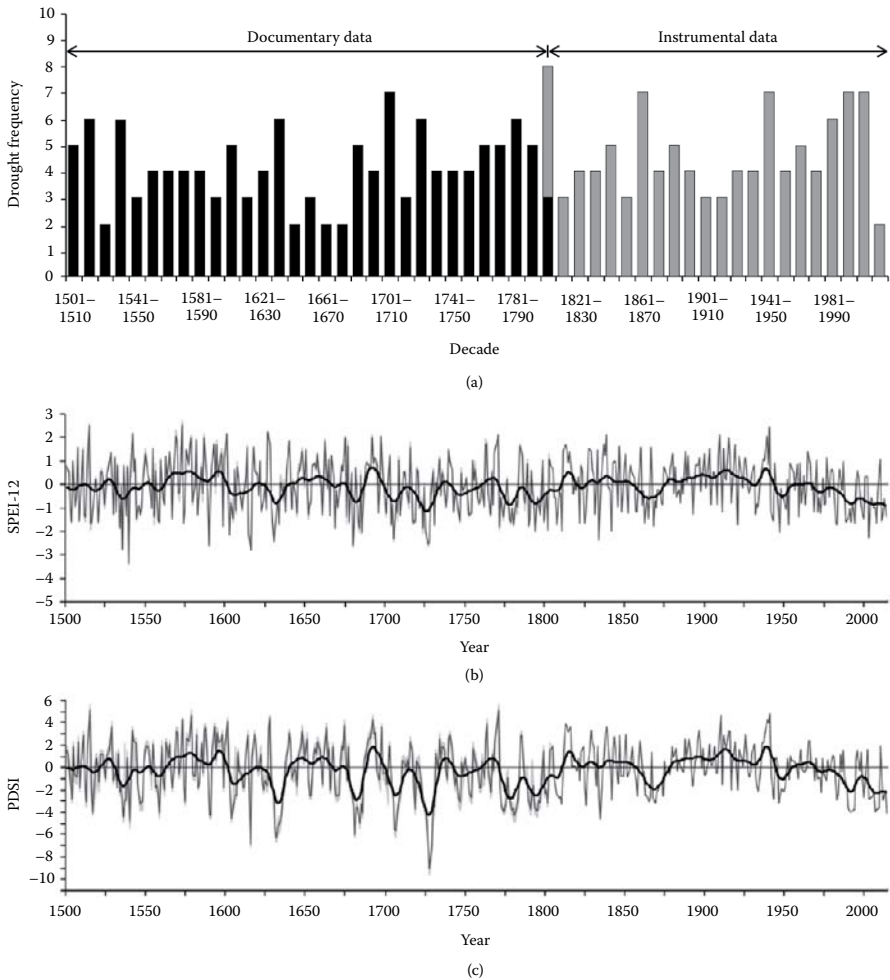 10
9
8
7
6
5
4
3
2
1
0
Drought frequency
Documentary data
Instrumental data
1501– 1541– 1581– 1621– 1661– 1701– 1741– 1781– 1821– 1861– 1901– 1941– 1981–
1510 1550 1590 1630 1670 1710 1750 1790 1830 1870 1910 1950 1990
Decade
(a)
3
2
1
0
–1
–2
–3
–4
–5
SPEI-12
1500 1550 1600 1650 1700 1750 1800 1850 1900 1950 2000
Year
(b)
6
4
2
0
–2
–4
–6
–8
–10
PDSI
1500 1550 1600 1650 1700 1750 1800 1850 1900 1950 2000
Year
(c)